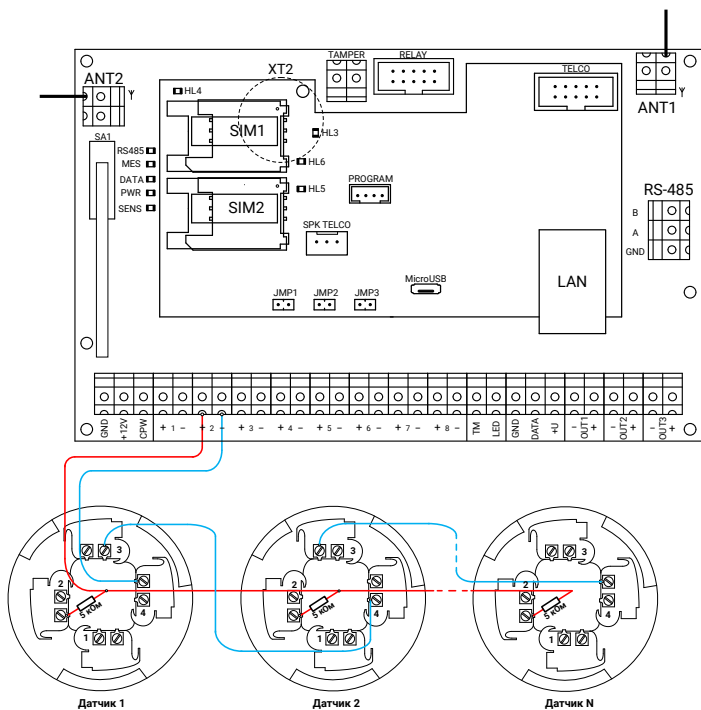 TAMPER
RELAY
XT2
TELCO
ANT2
ANT1
HL4
SA1
SIM1
HL3
RS485
MES
HL6
DATA
PWR
HL5
PROGRAM
SENS
SIM2
RS-485
B
A
GND
SPK TELCO
MicroUSB
LAN
JMP1
JMP2
JMP3
GND
+12V
CPW
+ 1 –
+ 2 –
+ 3 –
+ 4 –
+ 5 –
+ 6 –
+ 7 –
+ 8 –
TM
LED
GND
DATA
+U
– OUT1 +
– OUT2 +
– OUT3 +
3
2
5 КОМ
4
1
3
2
5 КОМ
4
1
3
2
5 КОМ
4
1
Датчик 1
Датчик 2
Датчик N